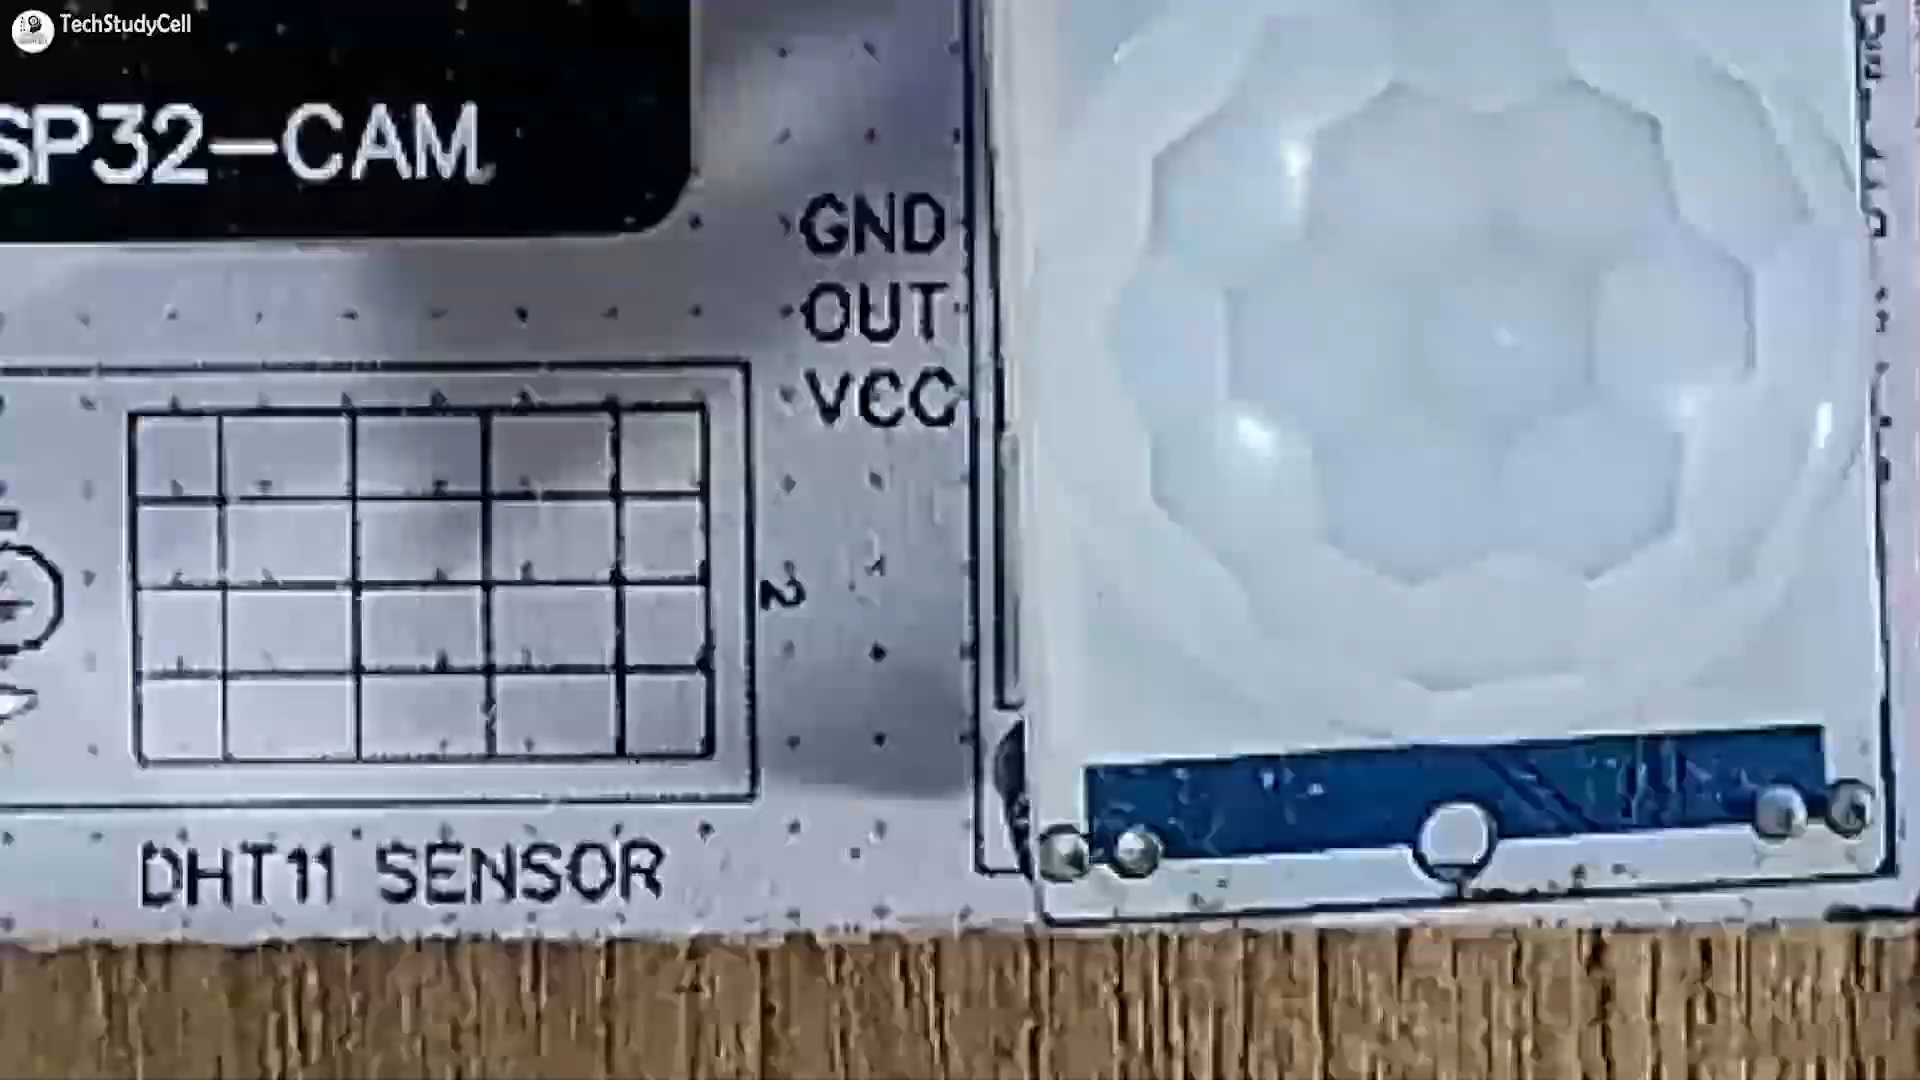 TechStudyCell
SP32-CAM
GND
OUT
VCC
2
DHT11 SENSOR